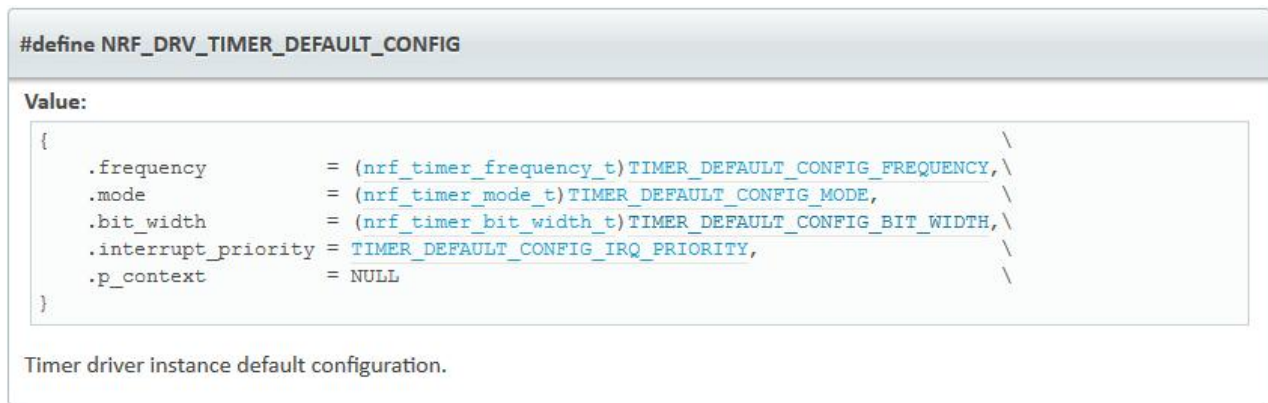 #define NRF_DRV_TIMER_DEFAULT_CONFIG
Value:
{ \
.frequency = (nrf_timer_frequency_t)TIMER_DEFAULT_CONFIG_FREQUENCY,\
.mode = (nrf_timer_mode_t)TIMER_DEFAULT_CONFIG_MODE, \
.bit_width = (nrf_timer_bit_width_t)TIMER_DEFAULT_CONFIG_BIT_WIDTH,\
.interrupt_priority = TIMER_DEFAULT_CONFIG_IRQ_PRIORITY, \
.p_context = NULL \
}
Timer driver instance default configuration.